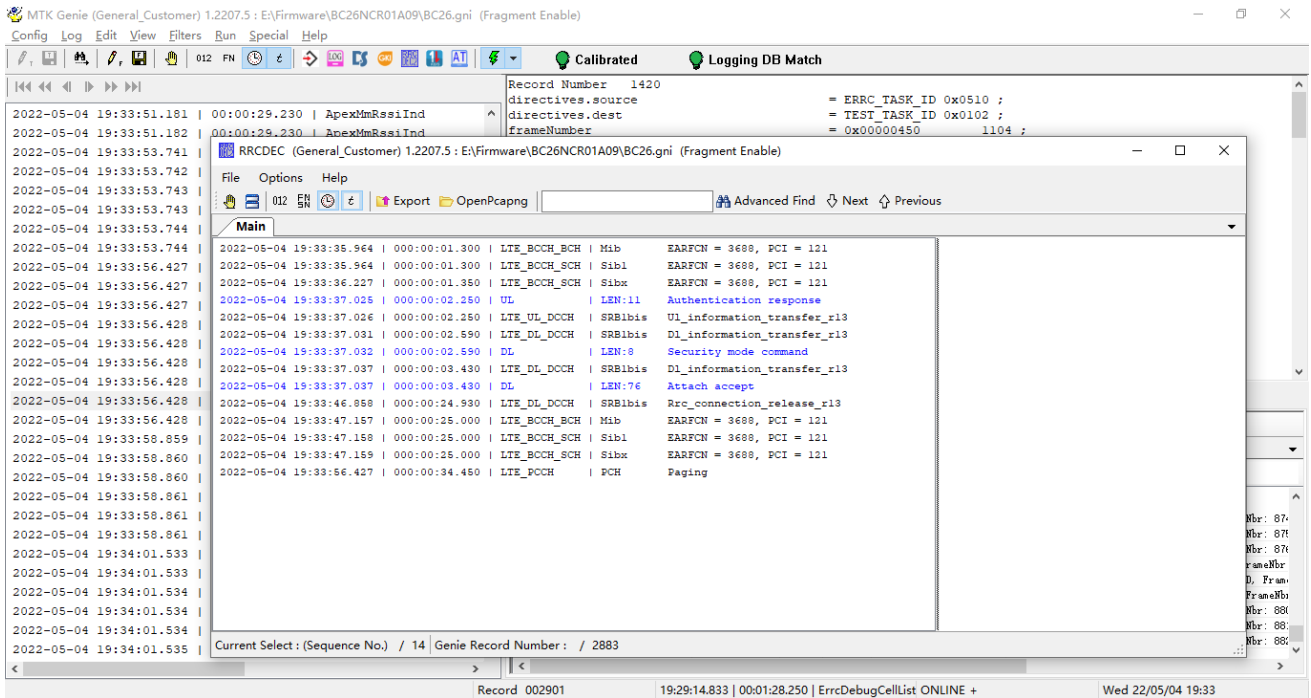 MTK Genie (General_Customer) 1.2207.5 : E:\Firmware\BC26NCR01A09\BC26.gni (Fragment Enable)
Config Log Edit View Filters Run Special Help
012 FN t LOG AT Calibrated Logging DB Match
Record Number 1420
directives.source = ERRC_TASK_ID 0x0510 ;
directives.dest = TEST_TASK_ID 0x0102 ;
frameNumber = 0x00000450 1104 ;
2022-05-04 19:33:51.181 | 00:00:29.230 | ApexMmRssiInd
2022-05-04 19:33:51.182 | 00:00:29.230 | ApexMmRssiInd
2022-05-04 19:33:53.741 |
2022-05-04 19:33:53.742 |
2022-05-04 19:33:53.743 |
2022-05-04 19:33:53.743 |
2022-05-04 19:33:53.744 |
2022-05-04 19:33:53.744 |
2022-05-04 19:33:56.427 |
2022-05-04 19:33:56.427 |
2022-05-04 19:33:56.427 |
2022-05-04 19:33:56.428 |
2022-05-04 19:33:56.428 |
2022-05-04 19:33:56.428 |
2022-05-04 19:33:56.428 |
2022-05-04 19:33:56.428 |
2022-05-04 19:33:56.428 |
2022-05-04 19:33:58.859 |
2022-05-04 19:33:58.860 |
2022-05-04 19:33:58.860 |
2022-05-04 19:33:58.861 |
2022-05-04 19:33:58.861 |
2022-05-04 19:33:58.861 |
2022-05-04 19:34:01.533 |
2022-05-04 19:34:01.533 |
2022-05-04 19:34:01.534 |
2022-05-04 19:34:01.534 |
2022-05-04 19:34:01.534 |
2022-05-04 19:34:01.535 |
RRCDEC (General_Customer) 1.2207.5 : E:\Firmware\BC26NCR01A09\BC26.gni (Fragment Enable)
File Options Help
012 t Export OpenPcapng Advanced Find Next Previous
Main
2022-05-04 19:33:35.964 | 000:00:01.300 | LTE_BCCH_BCH | Mib EARFCN = 3688, PCI = 121
2022-05-04 19:33:35.964 | 000:00:01.300 | LTE_BCCH_SCH | Sib1 EARFCN = 3688, PCI = 121
2022-05-04 19:33:36.227 | 000:00:01.350 | LTE_BCCH_SCH | Sibx EARFCN = 3688, PCI = 121
2022-05-04 19:33:37.025 | 000:00:02.250 | UL | LEN:11 Authentication response
2022-05-04 19:33:37.026 | 000:00:02.250 | LTE_UL_DCCH | SRB1bis Ul_information_transfer_r13
2022-05-04 19:33:37.031 | 000:00:02.590 | LTE_DL_DCCH | SRB1bis Dl_information_transfer_r13
2022-05-04 19:33:37.032 | 000:00:02.590 | DL | LEN:8 Security mode command
2022-05-04 19:33:37.037 | 000:00:03.430 | LTE_DL_DCCH | SRB1bis Dl_information_transfer_r13
2022-05-04 19:33:37.037 | 000:00:03.430 | DL | LEN:76 Attach accept
2022-05-04 19:33:46.858 | 000:00:24.930 | LTE_DL_DCCH | SRB1bis Rrc_connection_release_r13
2022-05-04 19:33:47.157 | 000:00:25.000 | LTE_BCCH_BCH | Mib EARFCN = 3688, PCI = 121
2022-05-04 19:33:47.158 | 000:00:25.000 | LTE_BCCH_SCH | Sib1 EARFCN = 3688, PCI = 121
2022-05-04 19:33:47.159 | 000:00:25.000 | LTE_BCCH_SCH | Sibx EARFCN = 3688, PCI = 121
2022-05-04 19:33:56.427 | 000:00:34.450 | LTE_PCCH | PCH Paging
Current Select : (Sequence No.) / 14 Genie Record Number : / 2883
Record 002901 19:29:14.833 | 00:01:28.250 | ErrcDebugCellList ONLINE + Wed 22/05/04 19:33